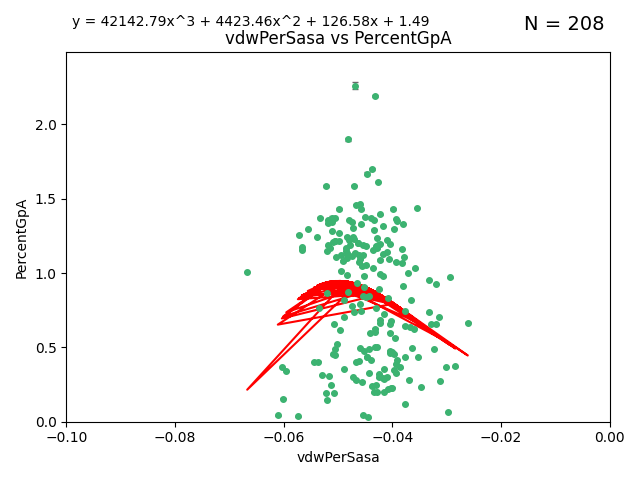 y = 42142.79x^3 + 4423.46x^2 + 126.58x + 1.49
N = 208
vdwPerSasa vs PercentGpA
PercentGpA
2.0
1.5
1.0
0.5
0.0
−0.10 −0.08 −0.06 −0.04 −0.02 0.00
vdwPerSasa